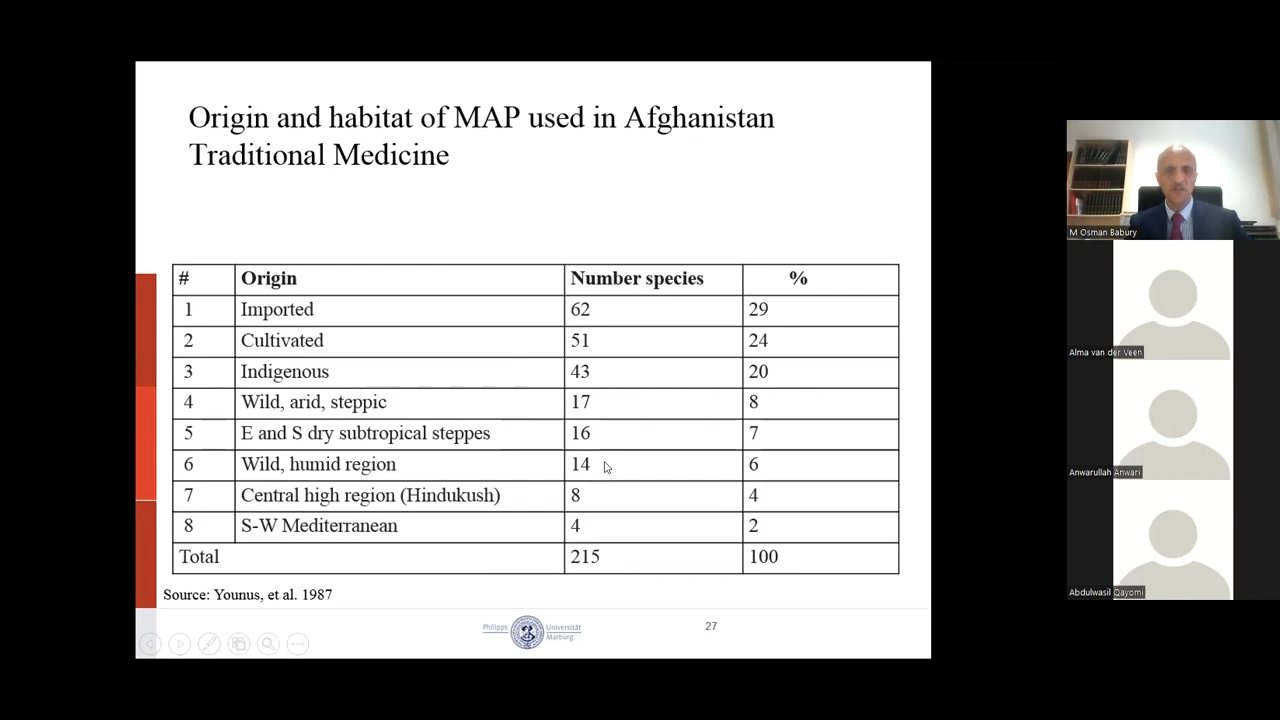 Origin and habitat of MAP used in Afghanistan
Traditional Medicine
# Origin Number species %
1 Imported 62 29
2 Cultivated 51 24
3 Indigenous 43 20
4 Wild, arid, steppic 17 8
5 E and S dry subtropical steppes 16 7
6 Wild, humid region 14 6
7 Central high region (Hindukush) 8 4
8 S-W Mediterranean 4 2
Total 215 100
Source: Younus, et al. 1987
Philipps Universität
Marburg
27
M Osman Babury
Alma van der Veen
Anwarullah Anwari
Abdulwasil Qayomi